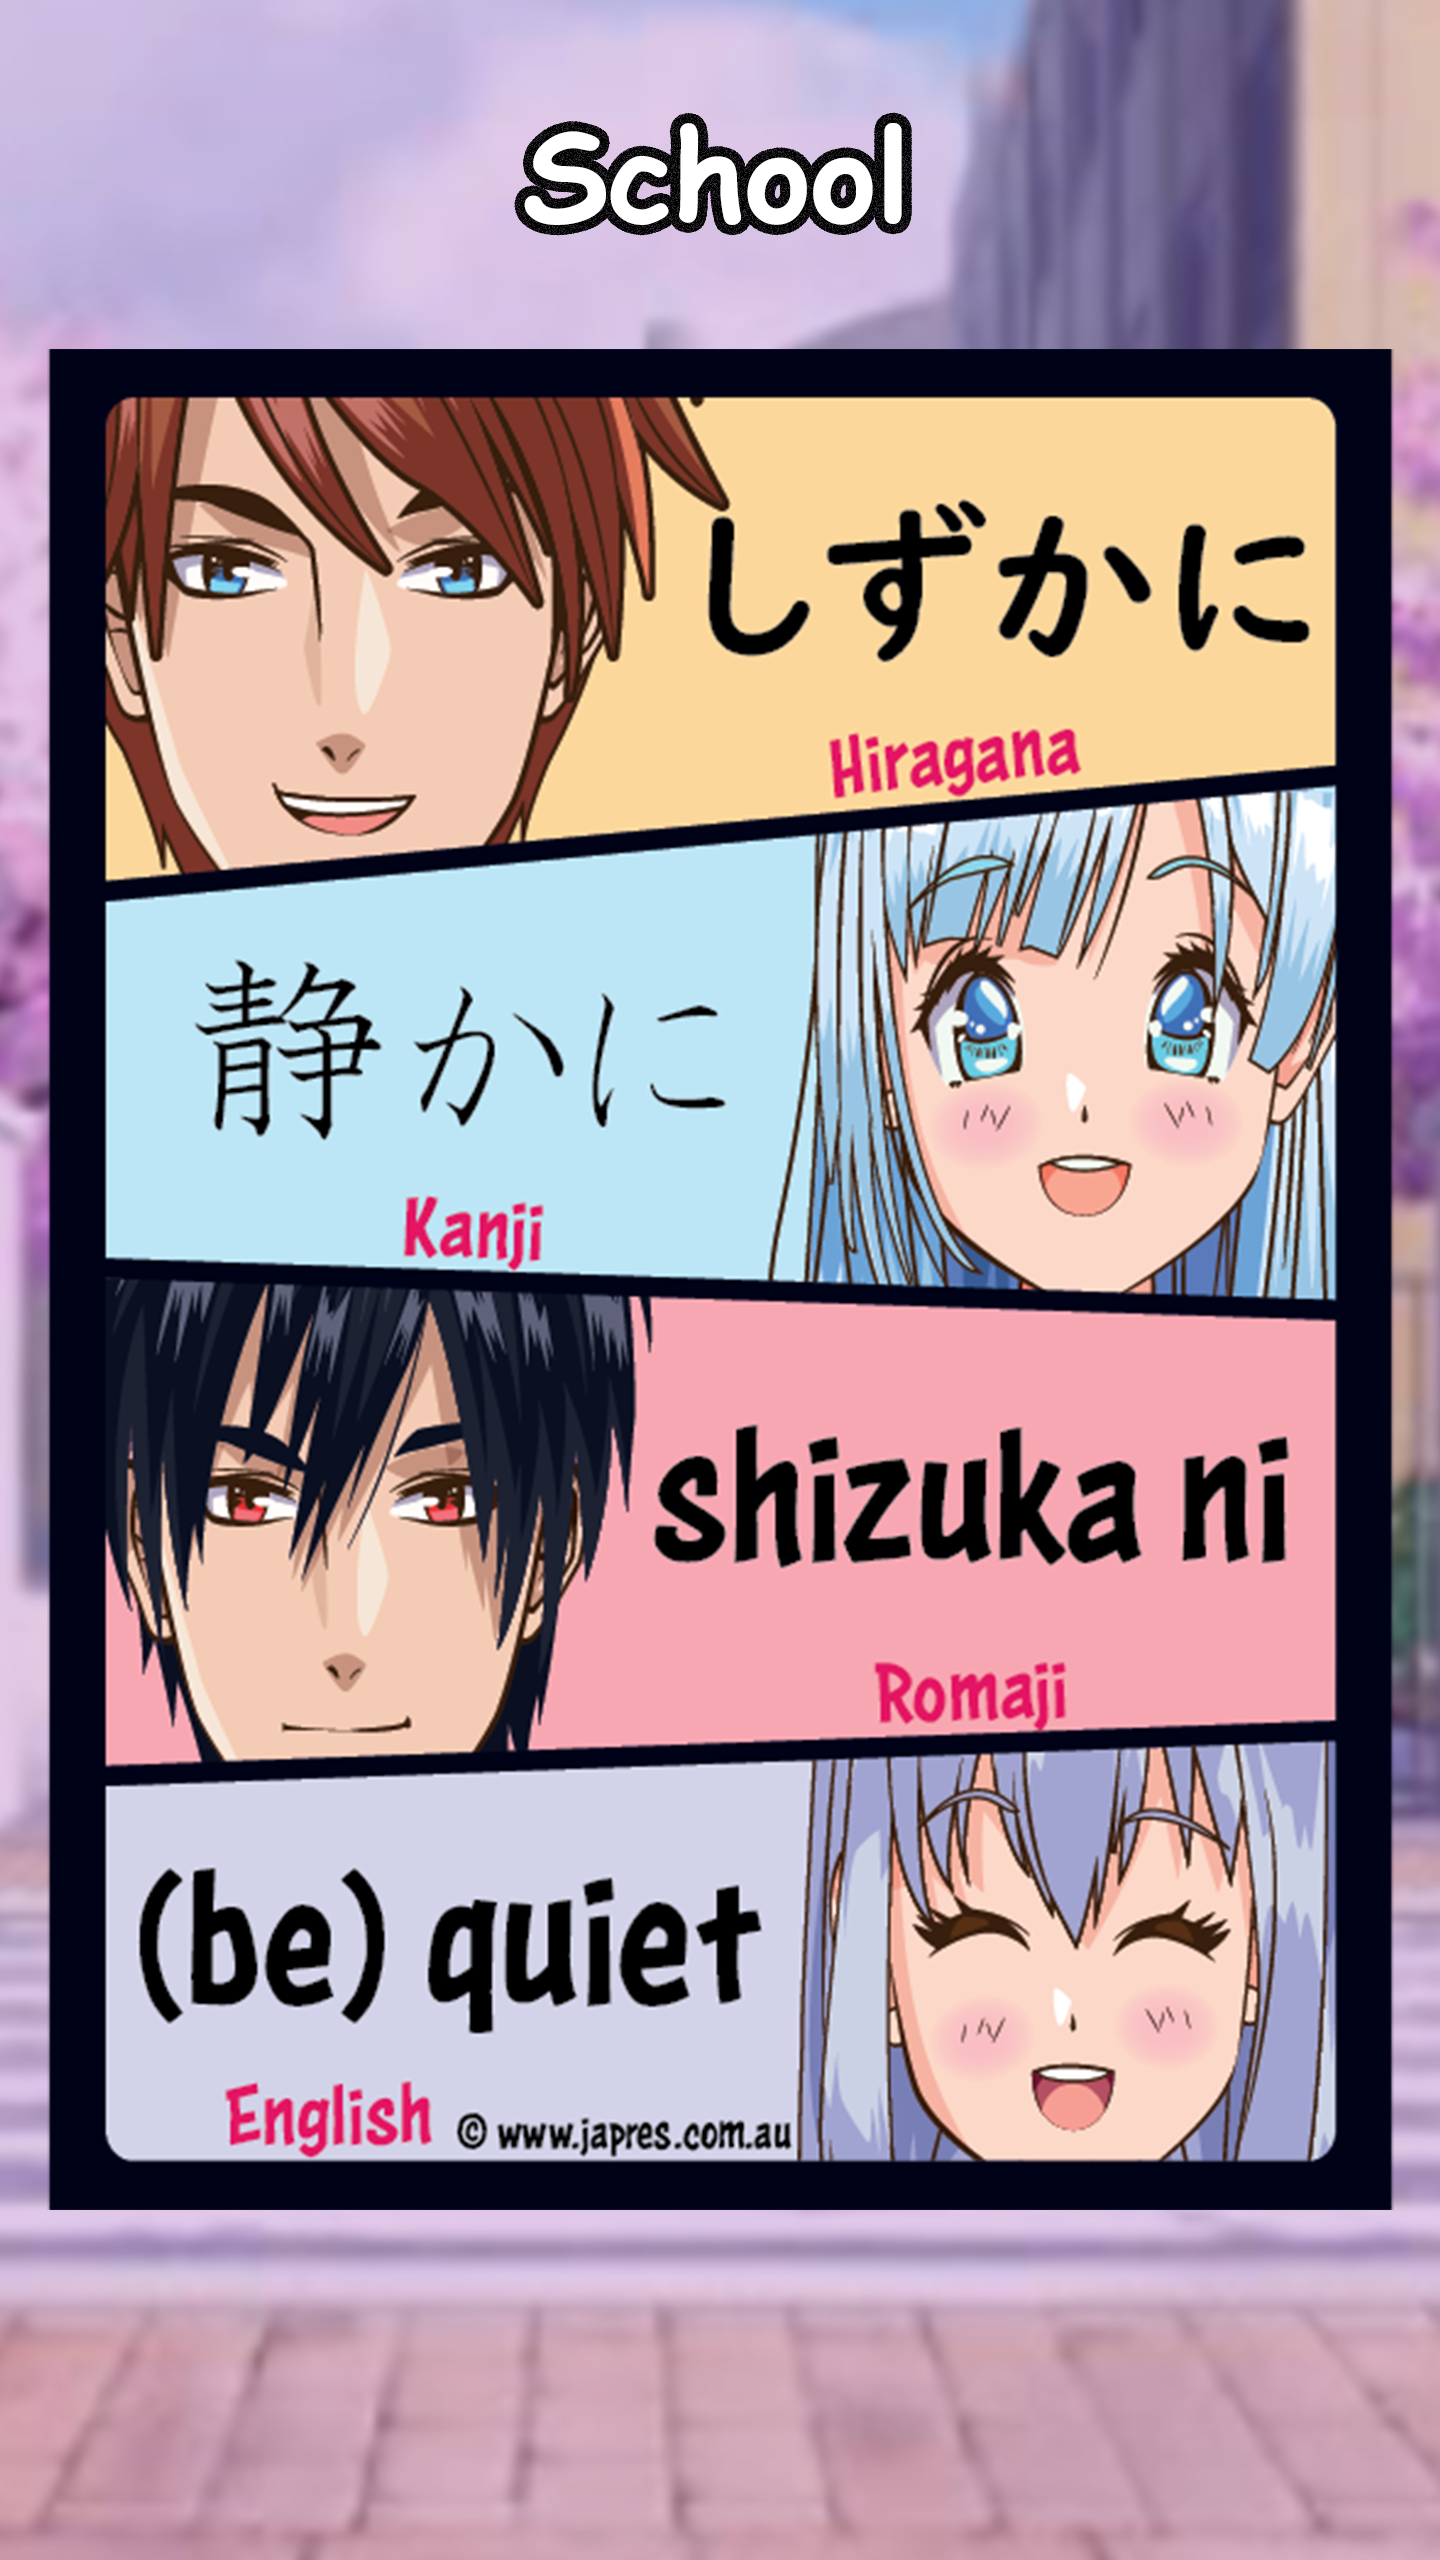 School
しずかに
Hiragana
静かに
Kanji
shizuka ni
Romaji
(be) quiet
English © www.japres.com.au